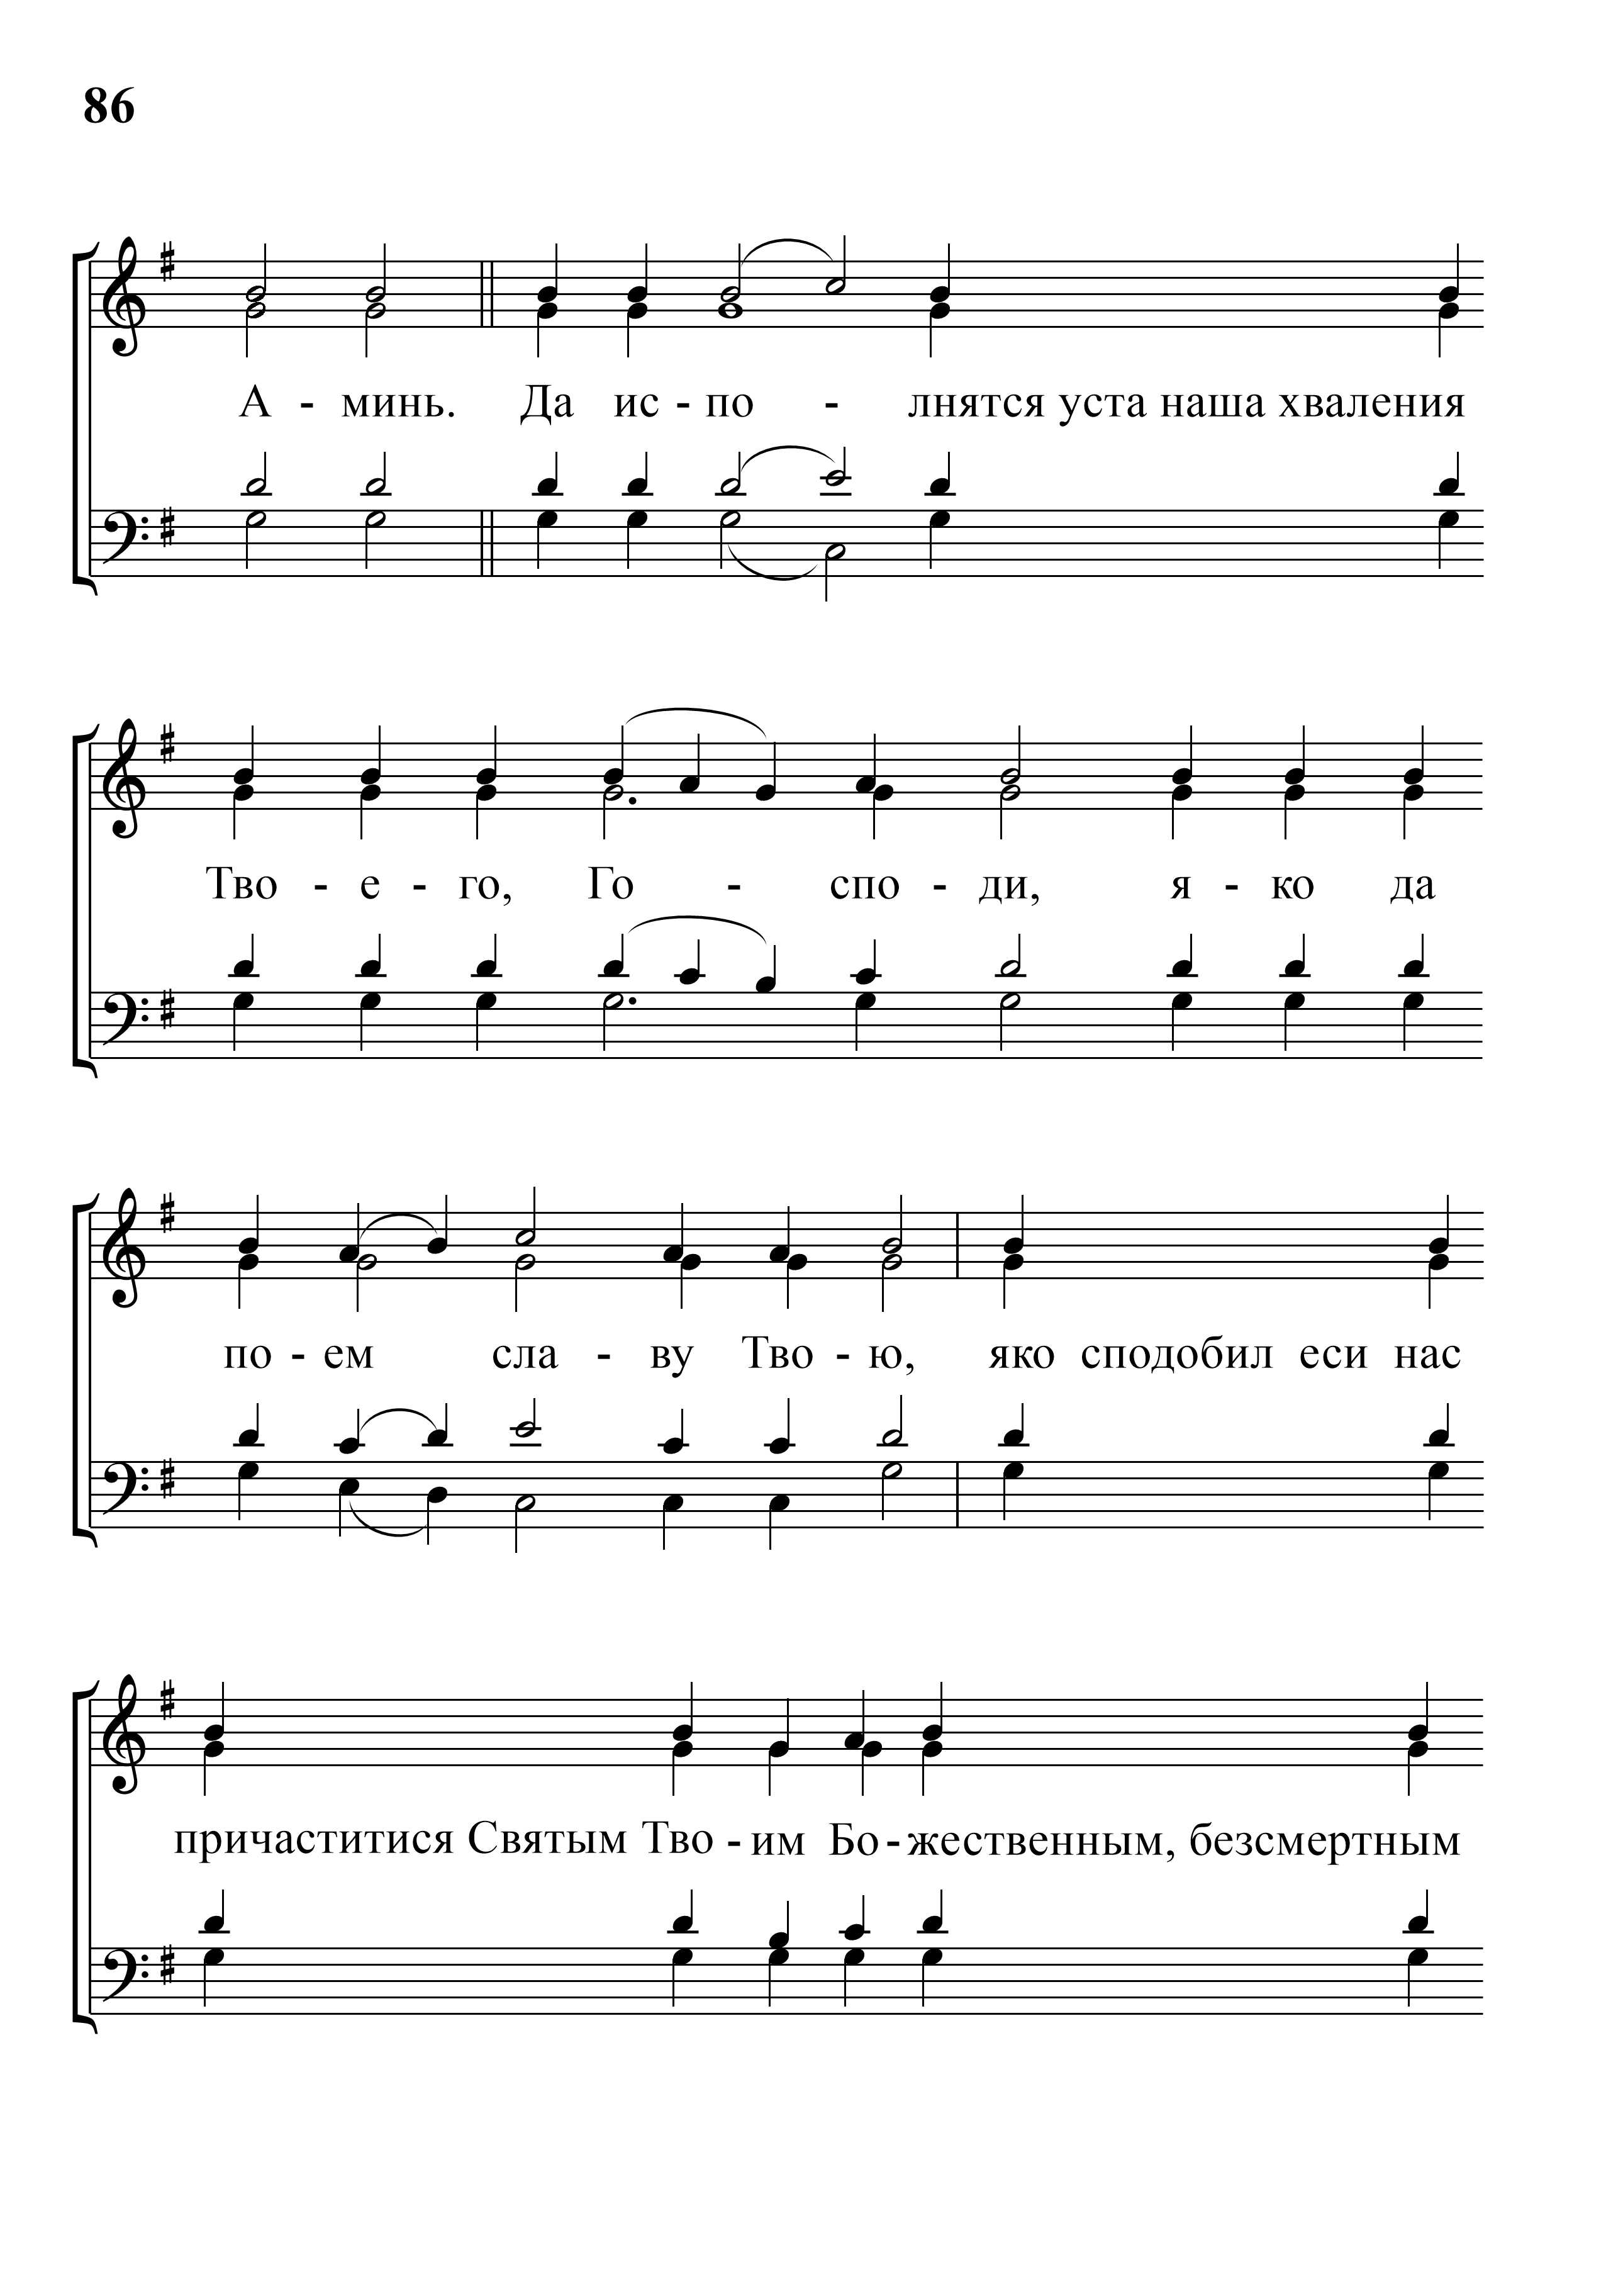 86
А - минь. Да ис - по - лнятся уста наша хваления
Тво - е - го, Го - спо - ди, я - ко да
по - ем сла - ву Тво - ю, яко сподобил еси нас
причаститися Святым Тво - им Бо - жественным, безсмертным